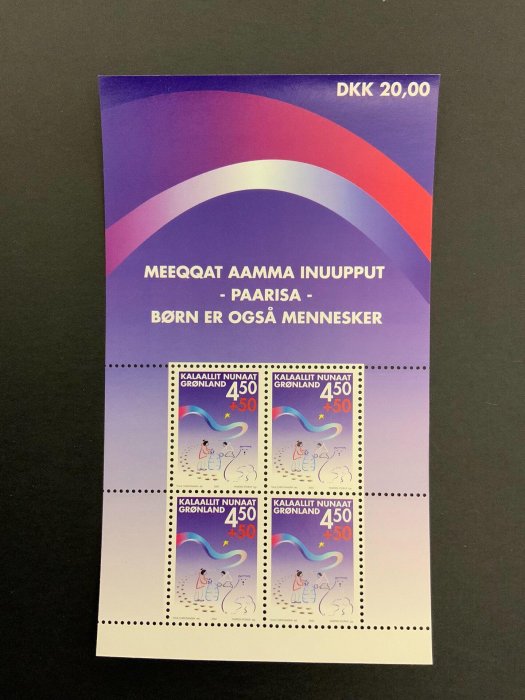 DKK 20,00
MEEQQAT AAMMA INUUPPUT
- PAARISA -
BØRN ER OGSÅ MENNESKER
KALAALLIT NUNAAT
GRØNLAND
4,50
+50
KALAALLIT NUNAAT
GRØNLAND
4,50
+50
KALAALLIT NUNAAT
GRØNLAND
4,50
+50
KALAALLIT NUNAAT
GRØNLAND
4,50
+50